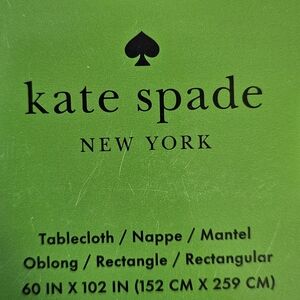 kate spade
NEW YORK
Tablecloth / Nappe / Mantel
Oblong / Rectangle / Rectangular
60 IN X 102 IN (152 CM X 259 CM)